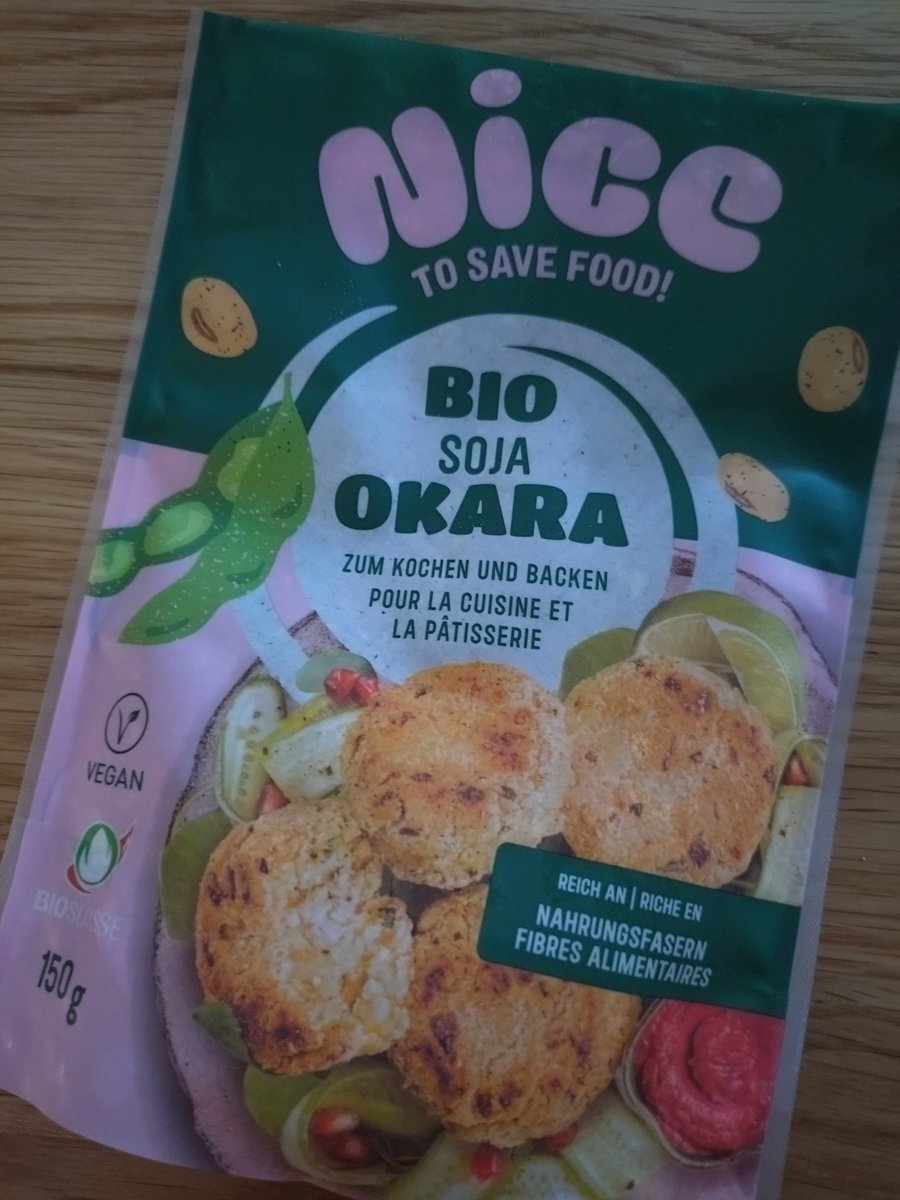 Nice
TO SAVE FOOD!
BIO
SOJA
OKARA
ZUM KOCHEN UND BACKEN
POUR LA CUISINE ET
LA PÂTISSERIE
VEGAN
BIOSUISSE
150g
REICH AN | RICHE EN
NAHRUNGSFASERN
FIBRES ALIMENTAIRES